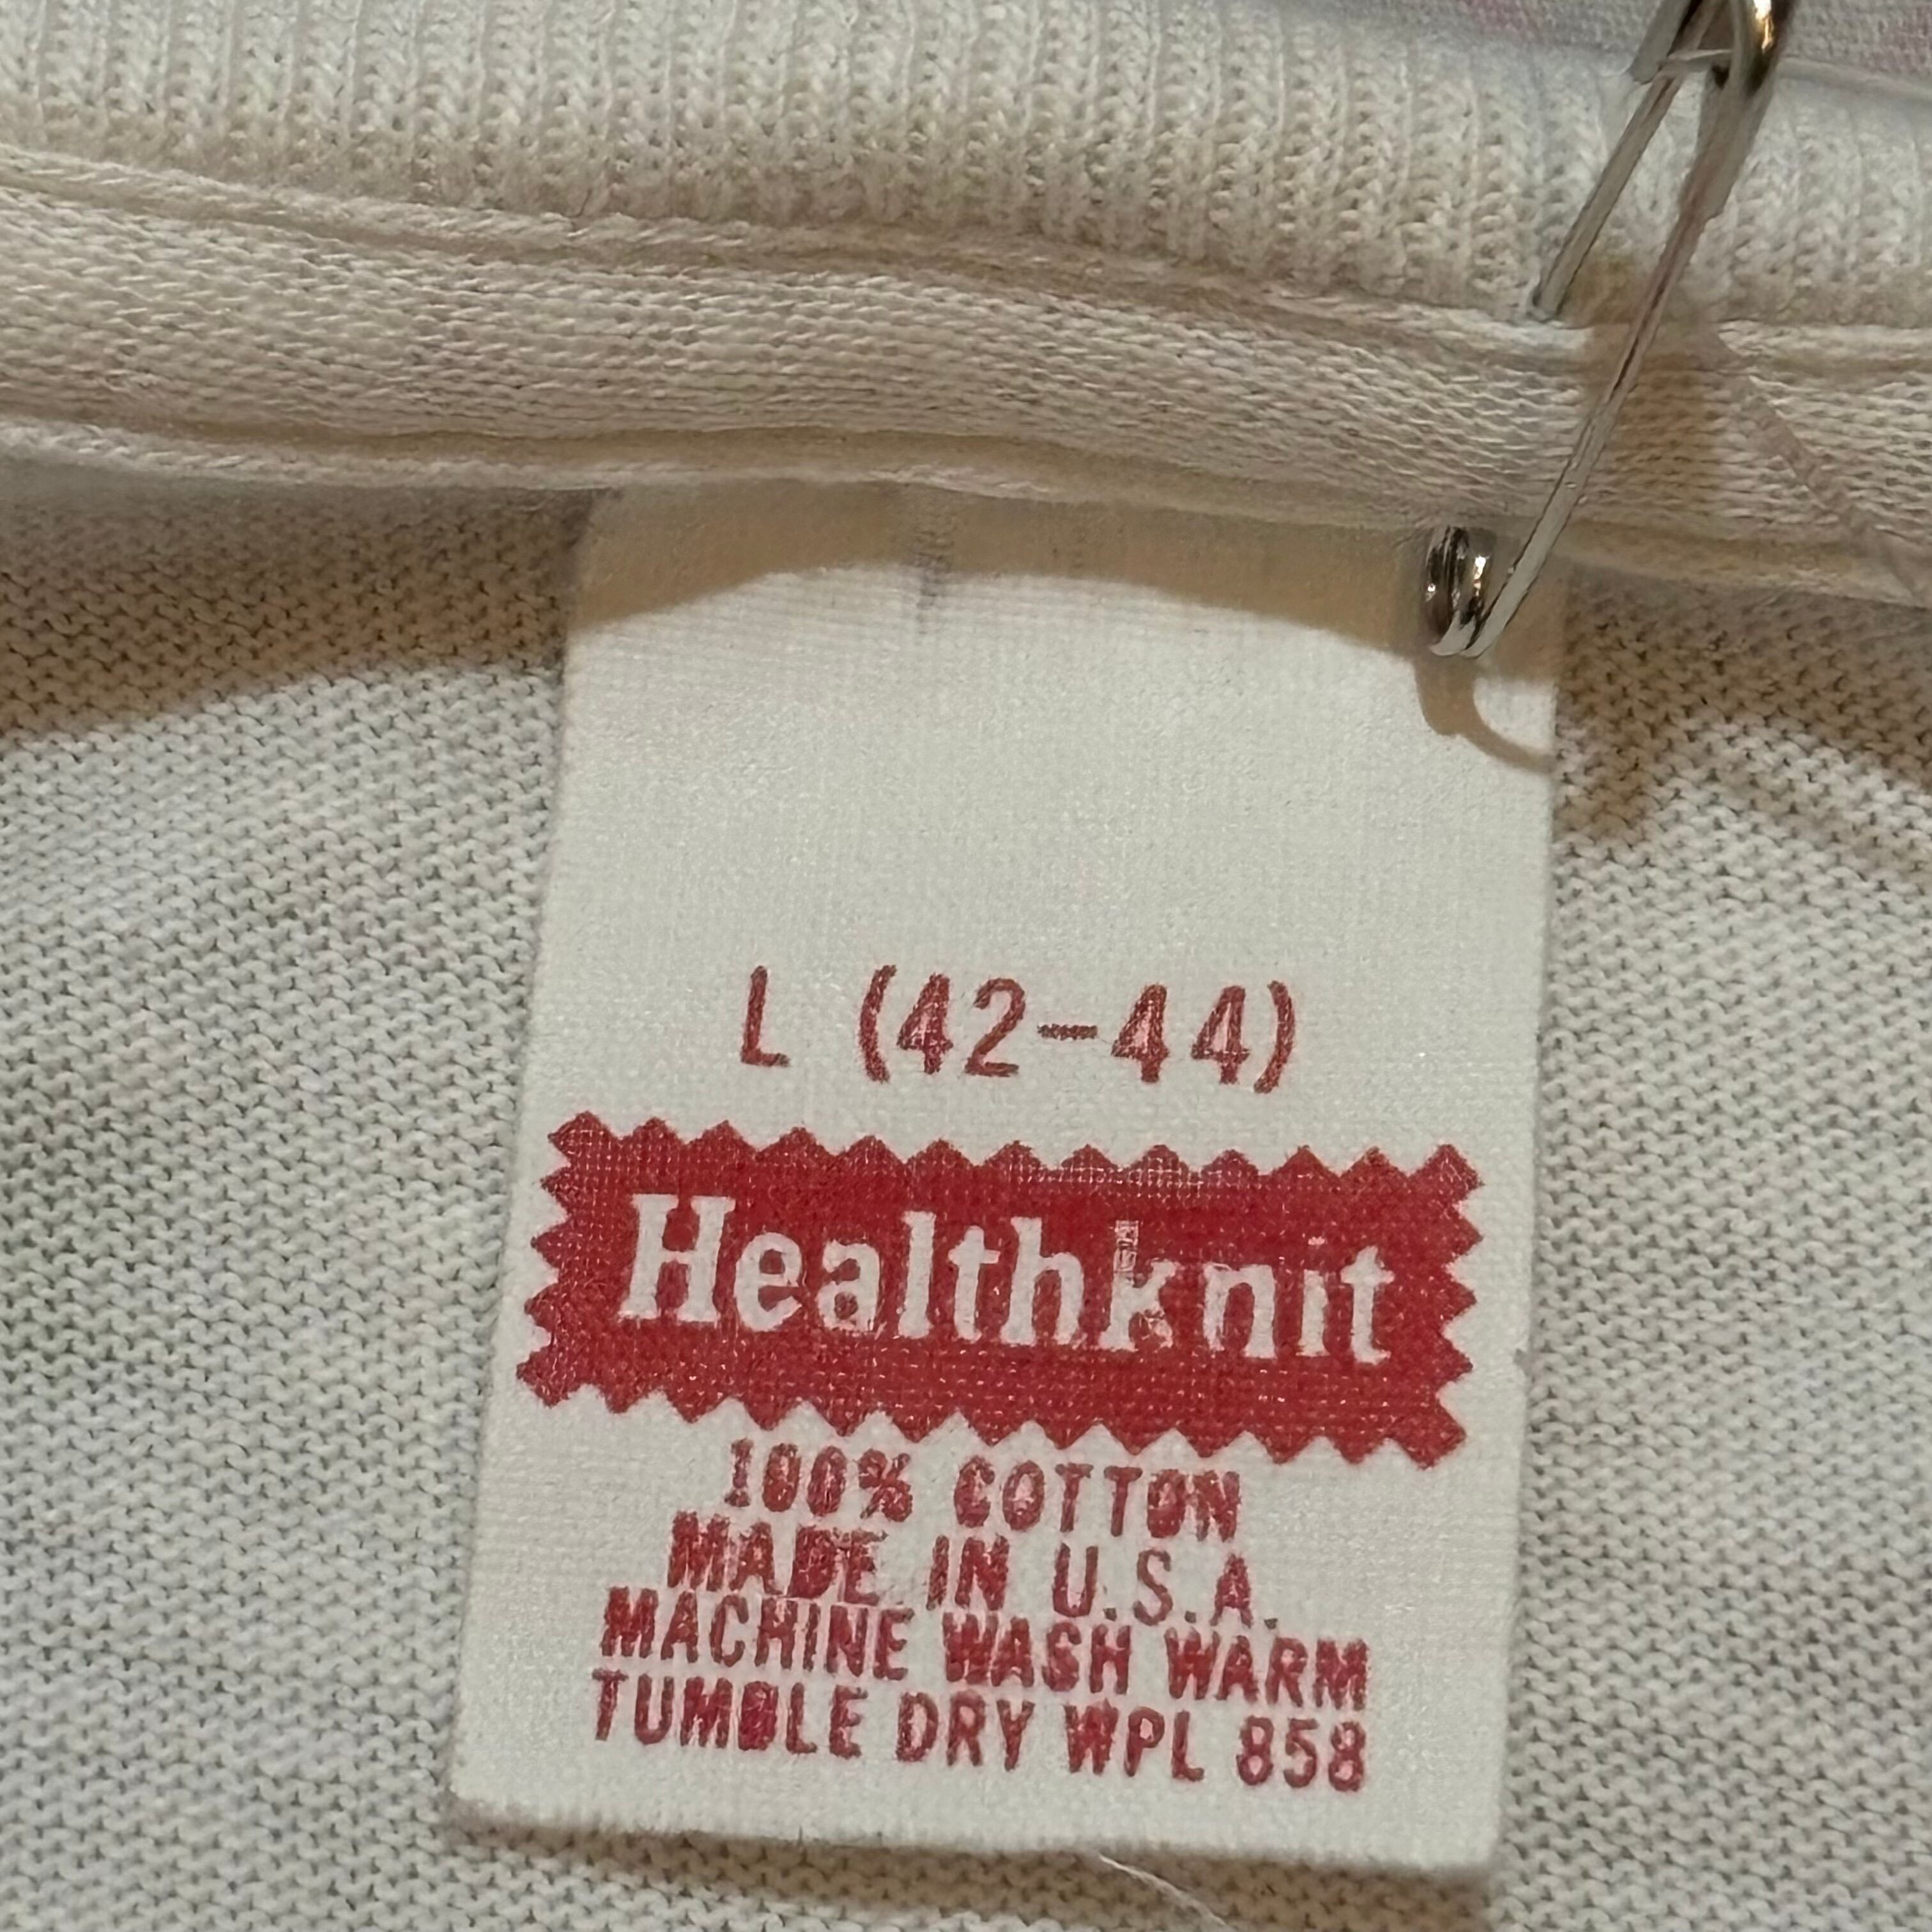 L (42-44)
Healthknit
100% COTTON
MADE IN U.S.A.
MACHINE WASH WARM
TUMBLE DRY WPL 858